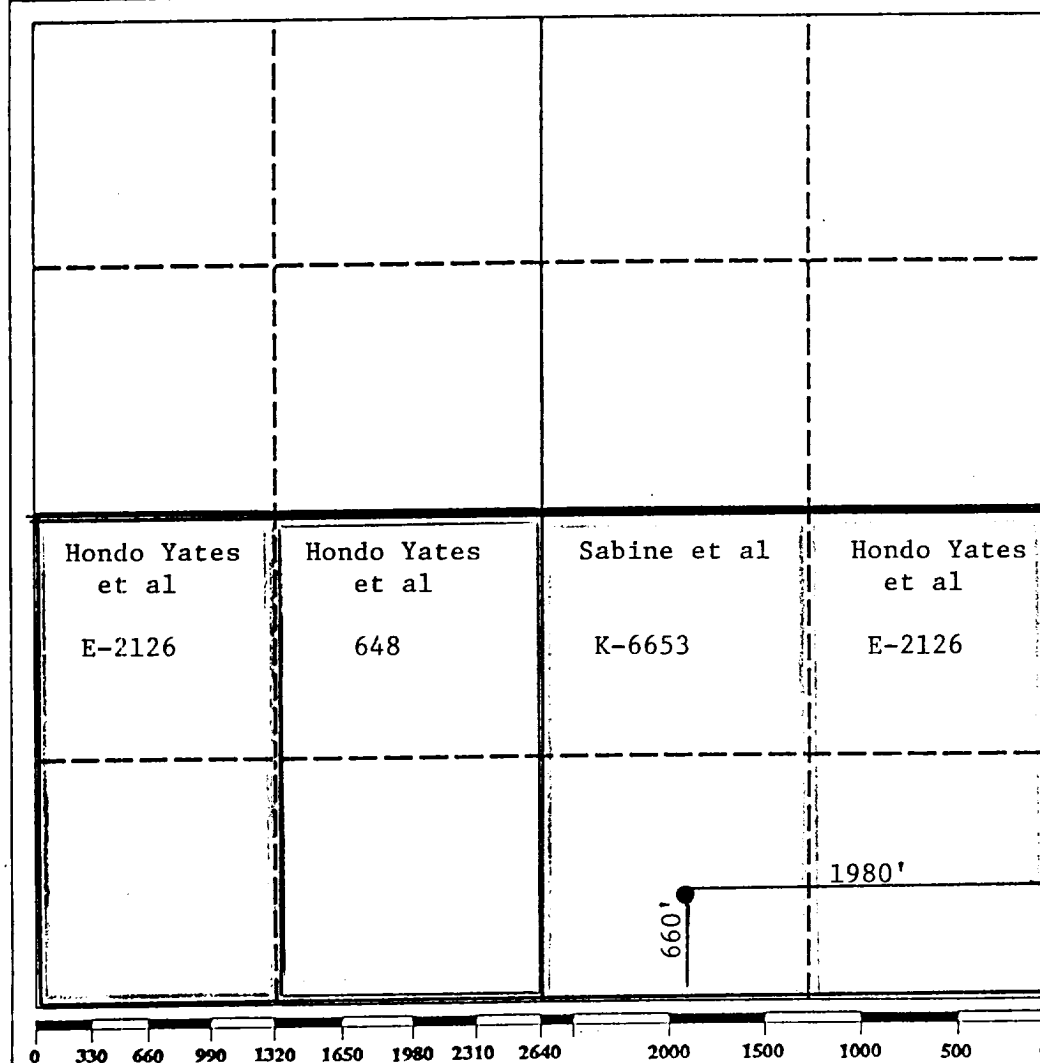 Hondo Yates
et al
E-2126
Hondo Yates
et al
648
Sabine et al
K-6653
Hondo Yates
et al
E-2126
1980'
660'
0 330 660 990 1320 1650 1980 2310 2640 2000 1500 1000 500